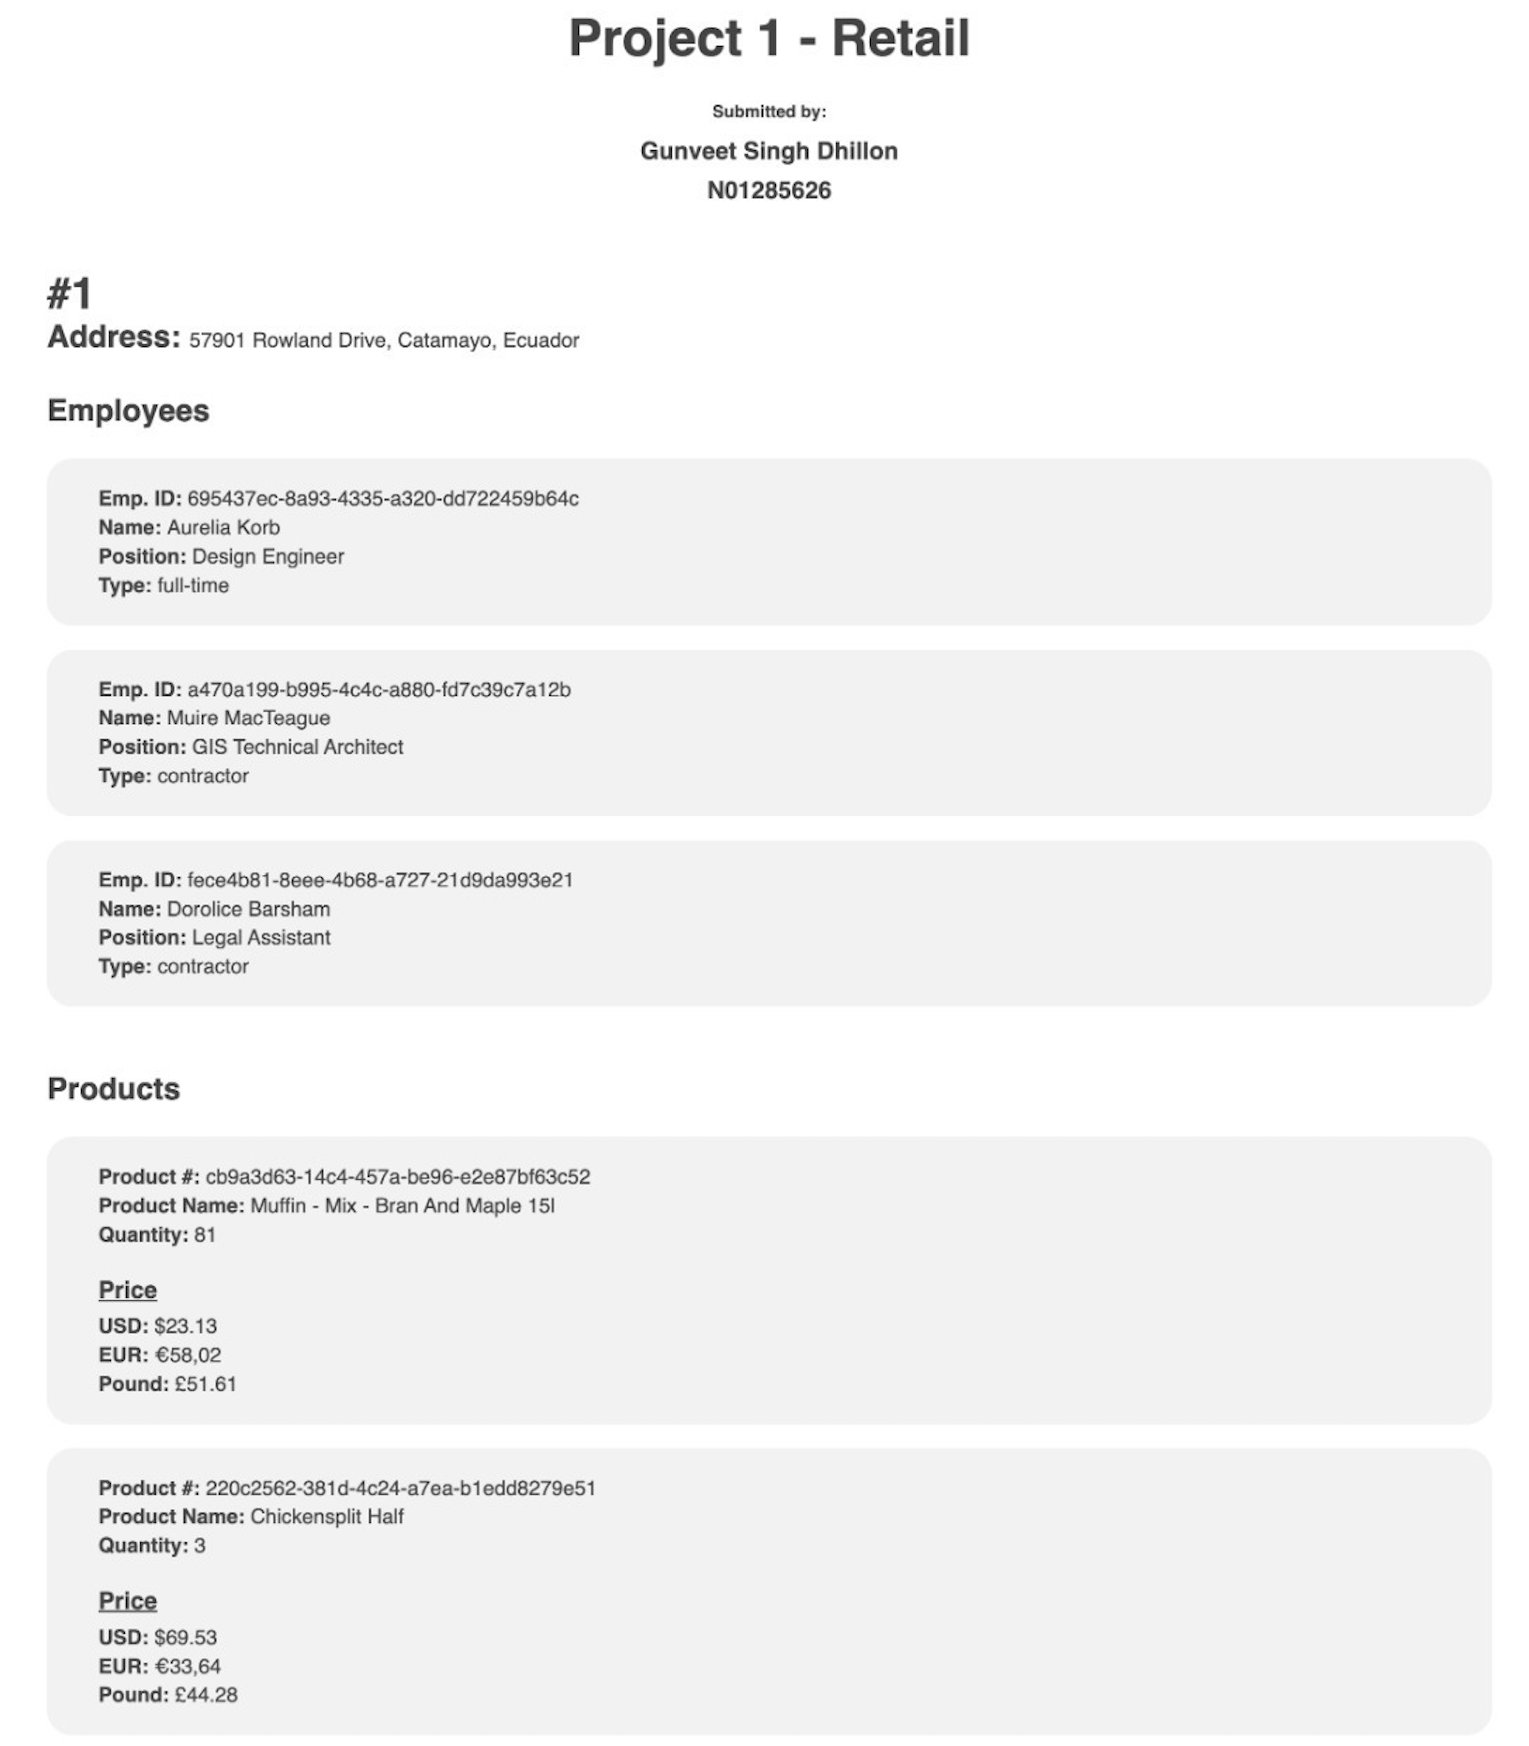 Project 1 - Retail
Submitted by:
Gunveet Singh Dhillon
N01285626
#1
Address: 57901 Rowland Drive, Catamayo, Ecuador
Employees
Emp. ID: 695437ec-8a93-4335-a320-dd722459b64c
Name: Aurelia Korb
Position: Design Engineer
Type: full-time
Emp. ID: a470a199-b995-4c4c-a880-fd7c39c7a12b
Name: Muire MacTeague
Position: GIS Technical Architect
Type: contractor
Emp. ID: fece4b81-8eee-4b68-a727-21d9da993e21
Name: Dorolice Barsham
Position: Legal Assistant
Type: contractor
Products
Product #: cb9a3d63-14c4-457a-be96-e2e87bf63c52
Product Name: Muffin - Mix - Bran And Maple 15l
Quantity: 81
Price
USD: $23.13
EUR: €58,02
Pound: £51.61
Product #: 220c2562-381d-4c24-a7ea-b1edd8279e51
Product Name: Chickensplit Half
Quantity: 3
Price
USD: $69.53
EUR: €33,64
Pound: £44.28